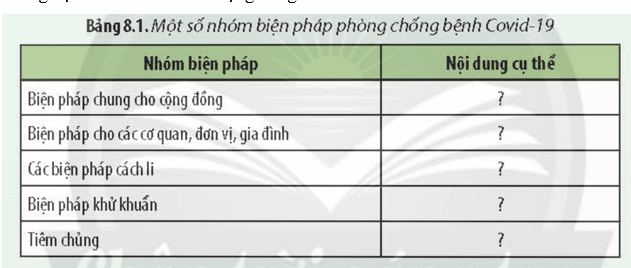 Bảng 8.1. Một số nhóm biện pháp phòng chống bệnh Covid-19
Nhóm biện pháp Nội dung cụ thể
Biện pháp chung cho cộng đồng ?
Biện pháp cho các cơ quan, đơn vị, gia đình ?
Các biện pháp cách li ?
Biện pháp khử khuẩn ?
Tiêm chủng ?